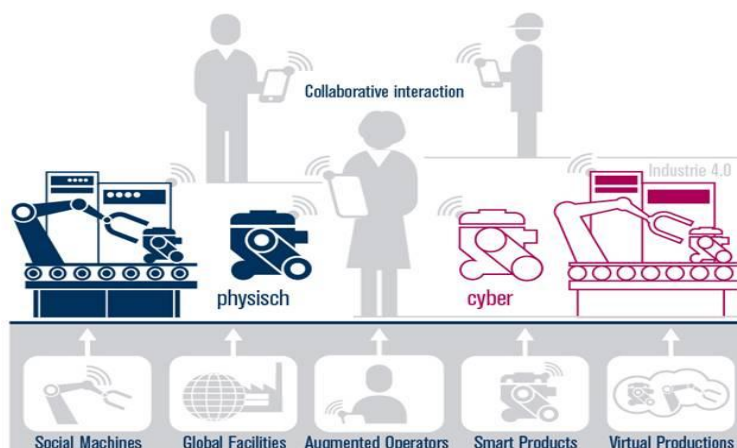 Collaborative interaction
Industrie 4.0
physisch
cyber
Social Machines
Global Facilities
Augmented Operators
Smart Products
Virtual Productions